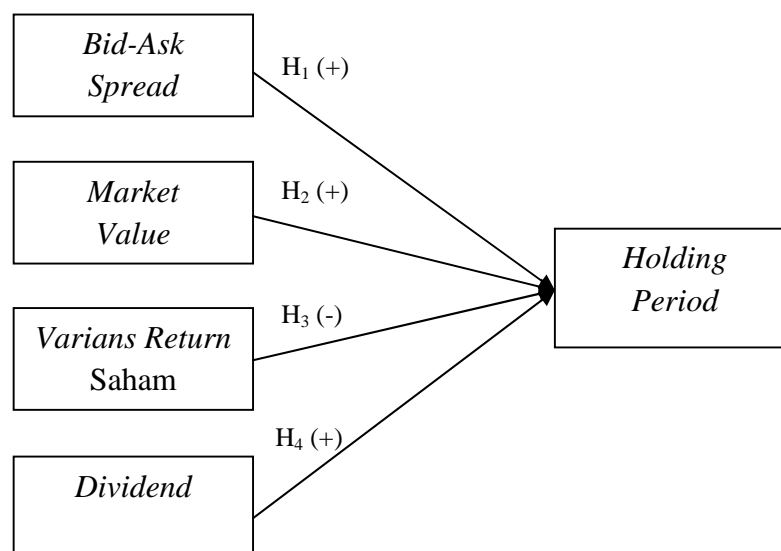 Bid-Ask
Spread
H₁ (+)
Market
Value
H₂ (+)
Holding
Period
Varians Return
Saham
H₃ (-)
H₄ (+)
Dividend